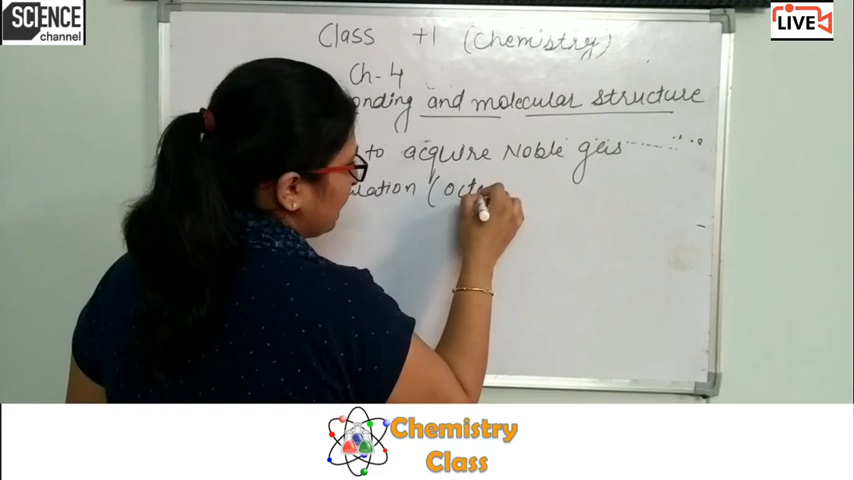 SCIENCE
channel
LIVE
Class +1 (Chemistry)
Ch-4
onding and molecular structure
to acquire Noble gas
ulation (oct
Chemistry
Class